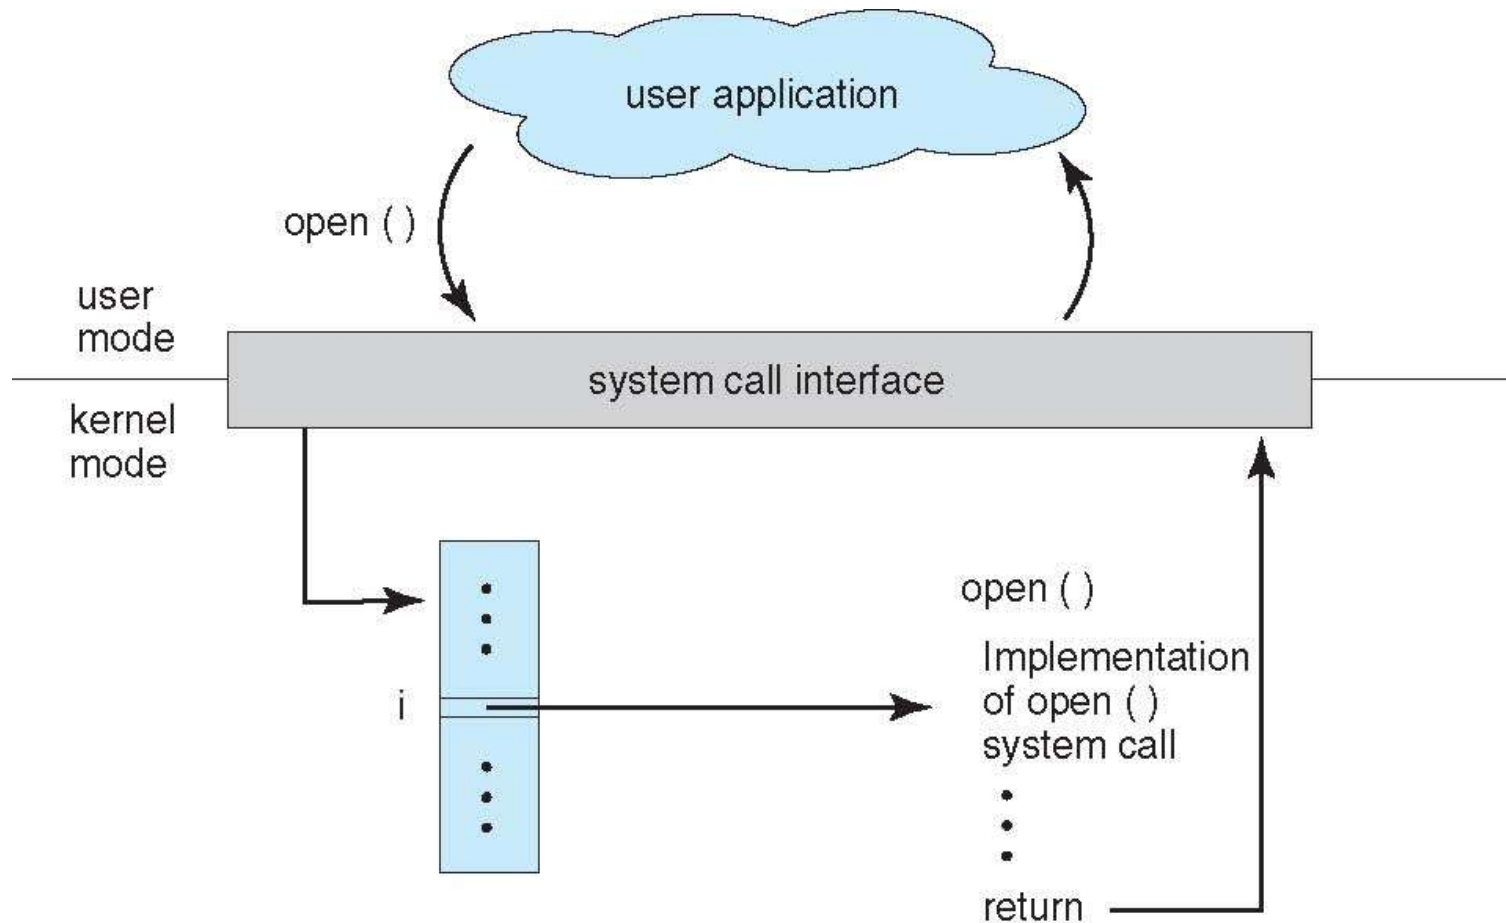 user application
open ( )
user
mode
system call interface
kernel
mode
open ( )
Implementation
of open ( )
system call
i
return